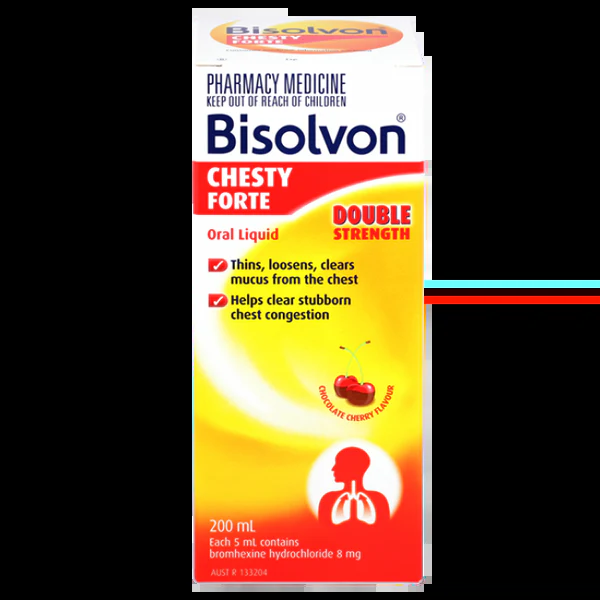 Bisolvon
CHESTY
FORTE
PHARMACY MEDICINE
KEEP OUT OF REACH OF CHILDREN
Bisolvon®
CHESTY
FORTE
DOUBLE
STRENGTH
Oral Liquid
Thins, loosens, clears
mucus from the chest
Helps clear stubborn
chest congestion
CHOCOLATE CHERRY FLAVOUR
200 mL
Each 5 mL contains
bromhexine hydrochloride 8 mg
AUST R 133204